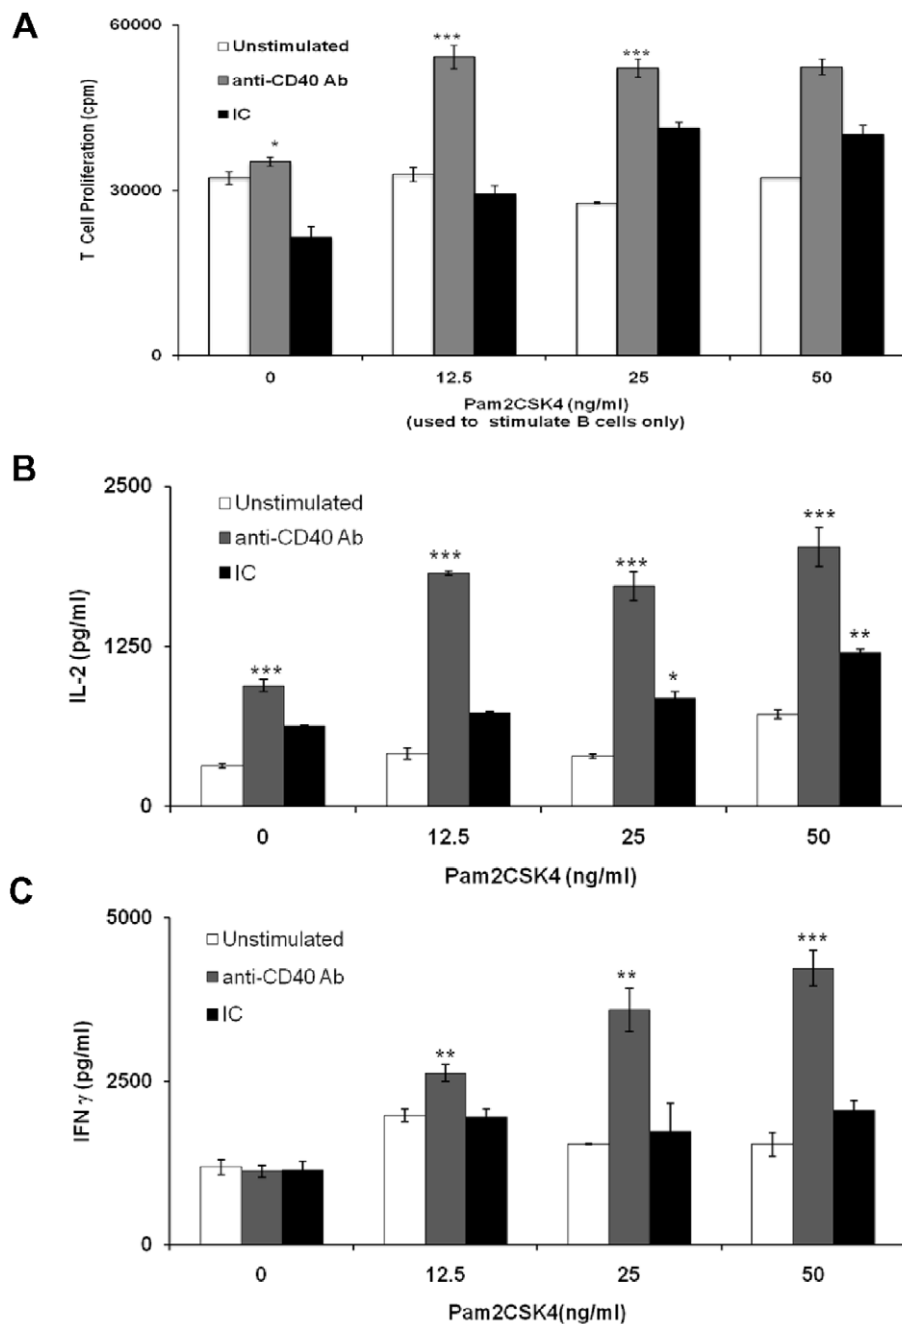 A
60000
Unstimulated
anti-CD40 Ab
IC
***
***
*
T Cell Proliferation (cpm)
30000
0
0 12.5 25 50
Pam2CSK4 (ng/ml)
(used to stimulate B cells only)
B
2500
Unstimulated
anti-CD40 Ab
IC
***
***
***
***
**
*
IL-2 (pg/ml)
1250
0
0 12.5 25 50
Pam2CSK4 (ng/ml)
C
5000
Unstimulated
anti-CD40 Ab
IC
***
**
**
IFN γ (pg/ml)
2500
0
0 12.5 25 50
Pam2CSK4(ng/ml)